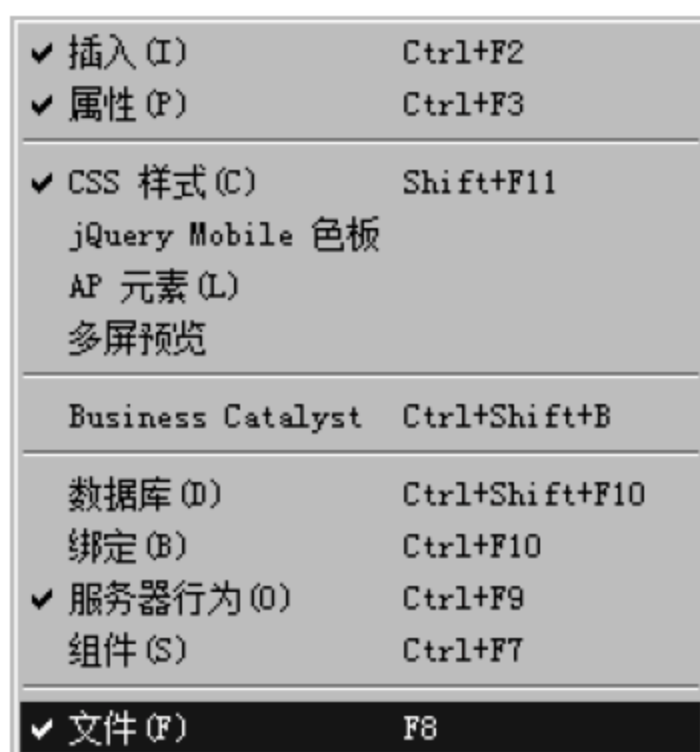 ✔ 插入(I) Ctrl+F2
✔ 属性(P) Ctrl+F3
✔ CSS 样式(C) Shift+F11
jQuery Mobile 色板
AP 元素(L)
多屏预览
Business Catalyst Ctrl+Shift+B
数据库(D) Ctrl+Shift+F10
绑定(B) Ctrl+F10
✔ 服务器行为(O) Ctrl+F9
组件(S) Ctrl+F7
✔ 文件(F) F8